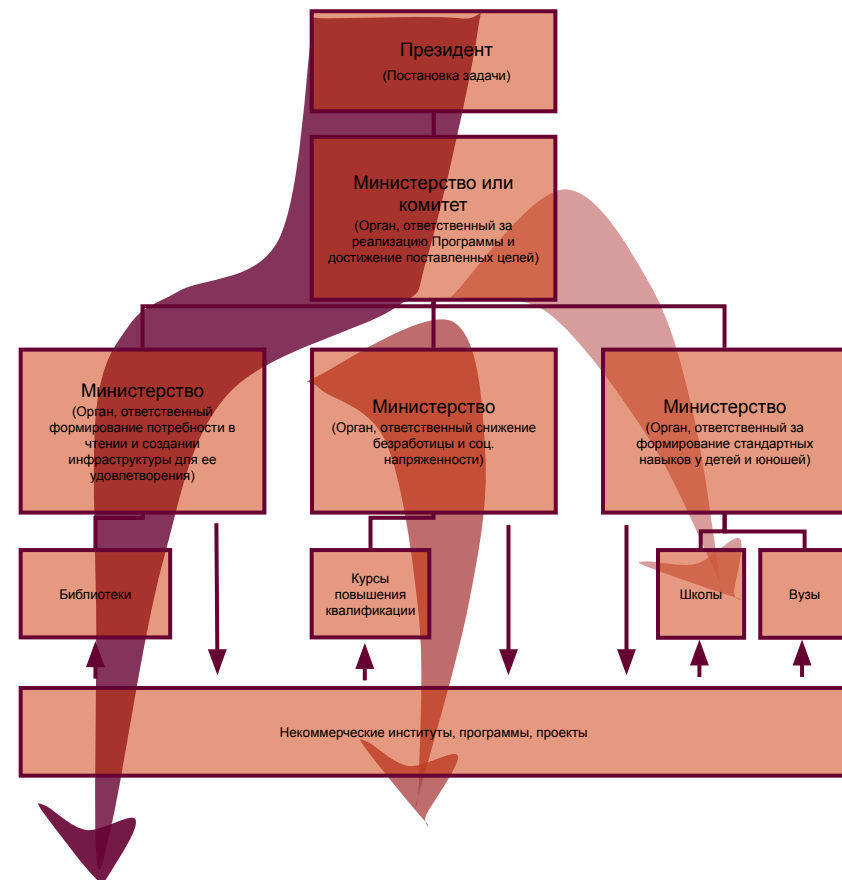 Президент
(Постановка задачи)
Министерство или
комитет
(Орган, ответственный за
реализацию Программы и
достижение поставленных целей)
Министерство
(Орган, ответственный
формирование потребности в
чтении и создании
инфраструктуры для ее
удовлетворения)
Министерство
(Орган, ответственный снижение
безработицы и соц.
напряженности)
Министерство
(Орган, ответственный за
формирование стандартных
навыков у детей и юношей)
Библиотеки
Курсы
повышения
квалификации
Школы
Вузы
Некоммерческие институты, программы, проекты